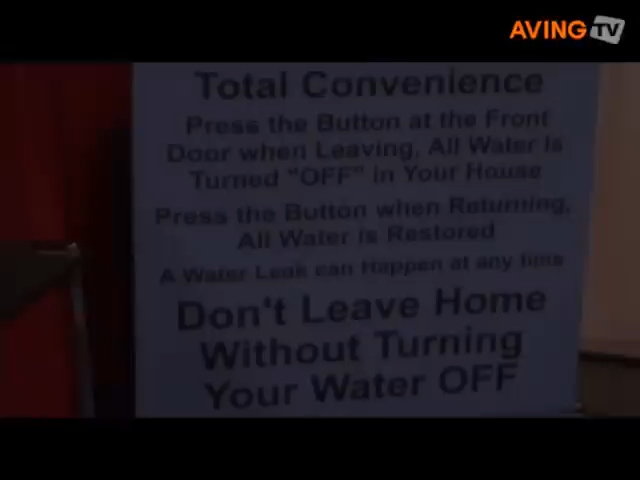 AVING TV
Total Convenience
Press the Button at the Front
Door when Leaving, All Water is
Turned "OFF" in Your House
Press the Button when Returning,
All Water is Restored
A Water Leak can Happen at any time
Don't Leave Home
Without Turning
Your Water OFF